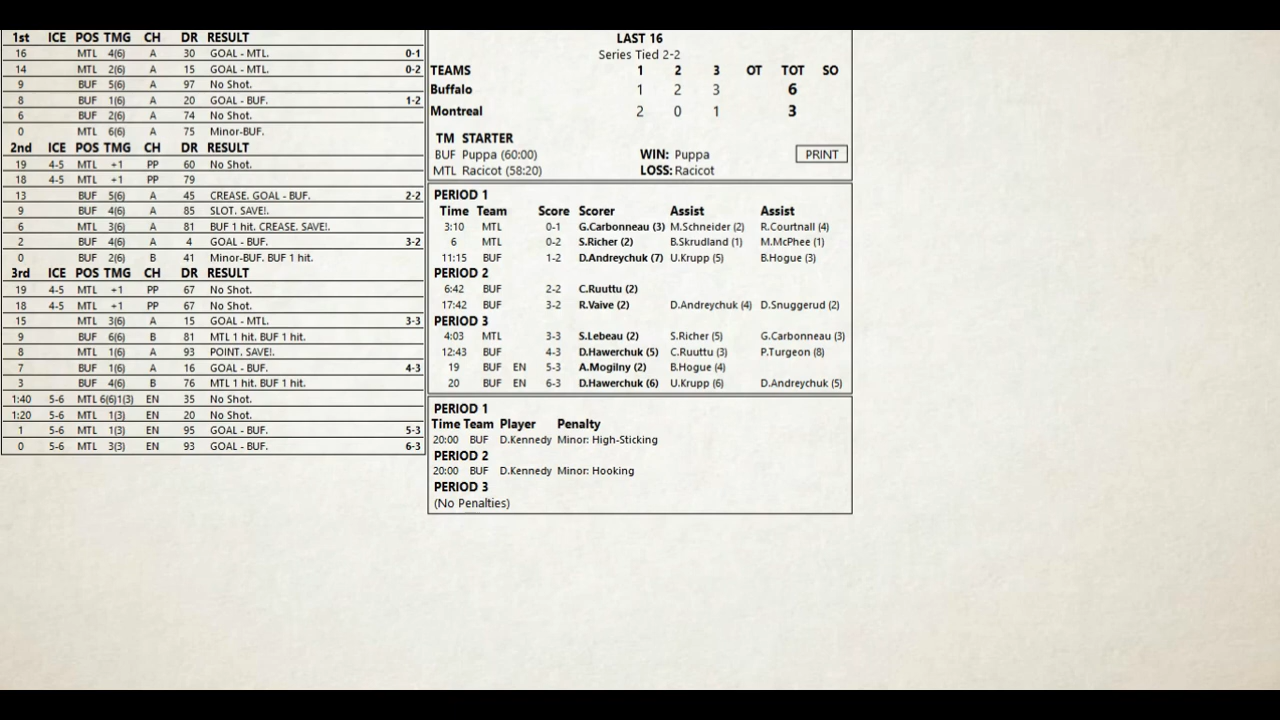 1st ICE POS TMG CH DR RESULT
16 MTL 4(6) A 30 GOAL - MTL. 0-1
14 MTL 2(6) A 15 GOAL - MTL. 0-2
9 BUF 5(6) A 97 No Shot.
8 BUF 1(6) A 20 GOAL - BUF. 1-2
6 BUF 2(6) A 74 No Shot.
0 MTL 6(6) A 75 Minor-BUF.
2nd ICE POS TMG CH DR RESULT
19 4-5 MTL +1 PP 60 No Shot.
18 4-5 MTL +1 PP 79
13 BUF 5(6) A 45 CREASE. GOAL - BUF. 2-2
9 BUF 4(6) A 85 SLOT. SAVE!.
6 MTL 3(6) A 81 BUF 1 hit. CREASE. SAVE!.
2 BUF 4(6) A 4 GOAL - BUF. 3-2
0 BUF 2(6) B 41 Minor-BUF. BUF 1 hit.
3rd ICE POS TMG CH DR RESULT
19 4-5 MTL +1 PP 67 No Shot.
18 4-5 MTL +1 PP 67 No Shot.
15 MTL 3(6) A 15 GOAL - MTL. 3-3
9 BUF 6(6) B 81 MTL 1 hit. BUF 1 hit.
8 MTL 1(6) A 93 POINT. SAVE!.
7 BUF 1(6) A 16 GOAL - BUF. 4-3
3 BUF 4(6) B 76 MTL 1 hit. BUF 1 hit.
1:40 5-6 MTL 6(6)1(3) EN 35 No Shot.
1:20 5-6 MTL 1(3) EN 20 No Shot.
1 5-6 MTL 1(3) EN 95 GOAL - BUF. 5-3
0 5-6 MTL 3(3) EN 93 GOAL - BUF. 6-3
LAST 16
Series Tied 2-2
TEAMS 1 2 3 OT TOT SO
Buffalo 1 2 3 6
Montreal 2 0 1 3
TM STARTER
BUF Puppa (60:00) WIN: Puppa PRINT
MTL Racicot (58:20) LOSS: Racicot
PERIOD 1
Time Team Score Scorer Assist Assist
3:10 MTL 0-1 G.Carbonneau (3) M.Schneider (2) R.Courtnall (4)
6 MTL 0-2 S.Richer (2) B.Skrudland (1) M.McPhee (1)
11:15 BUF 1-2 D.Andreychuk (7) U.Krupp (5) B.Hogue (3)
PERIOD 2
6:42 BUF 2-2 C.Ruuttu (2)
17:42 BUF 3-2 R.Vaive (2) D.Andreychuk (4) D.Snuggerud (2)
PERIOD 3
4:03 MTL 3-3 S.Lebeau (2) S.Richer (5) G.Carbonneau (3)
12:43 BUF 4-3 D.Hawerchuk (5) C.Ruuttu (3) P.Turgeon (8)
19 BUF EN 5-3 A.Mogilny (2) B.Hogue (4)
20 BUF EN 6-3 D.Hawerchuk (6) U.Krupp (6) D.Andreychuk (5)
PERIOD 1
Time Team Player Penalty
20:00 BUF D.Kennedy Minor: High-Sticking
PERIOD 2
20:00 BUF D.Kennedy Minor: Hooking
PERIOD 3
(No Penalties)